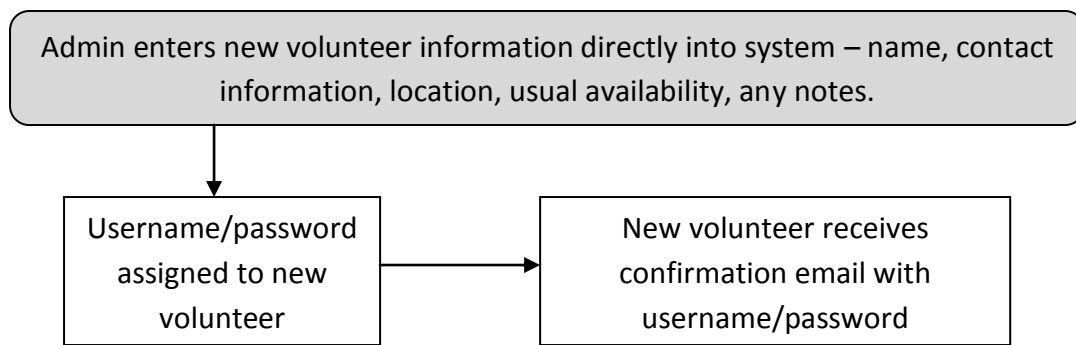 Admin enters new volunteer information directly into system – name, contact
information, location, usual availability, any notes.
Username/password
assigned to new
volunteer
New volunteer receives
confirmation email with
username/password